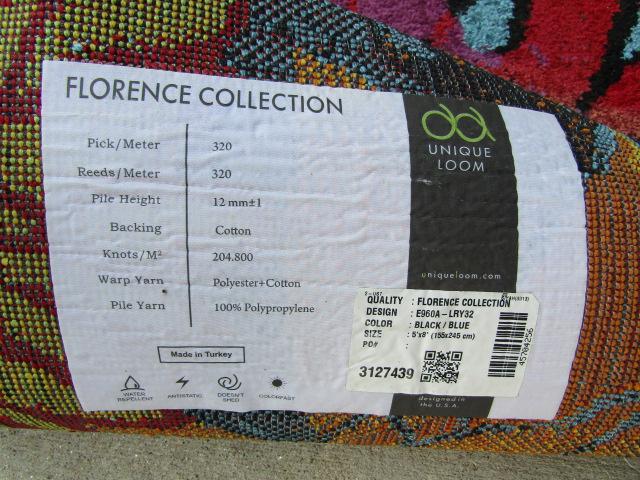 FLORENCE COLLECTION
Pick/Meter 320
Reeds/Meter 320
Pile Height 12 mm±1
Backing Cotton
Knots/M² 204.800
Warp Yarn Polyester+Cotton
Pile Yarn 100% Polypropylene
Made in Turkey
WATER REPELLENT
ANTISTATIC
DOESN'T SHED
COLORFAST
UNIQUE
LOOM
uniqueloom.com
QUALITY : FLORENCE COLLECTION
DESIGN : E960A-LRY32
COLOR : BLACK / BLUE
SIZE : 5'x8' (155x245 cm)
PO# :
3127439
45704256
designed in
the U.S.A.